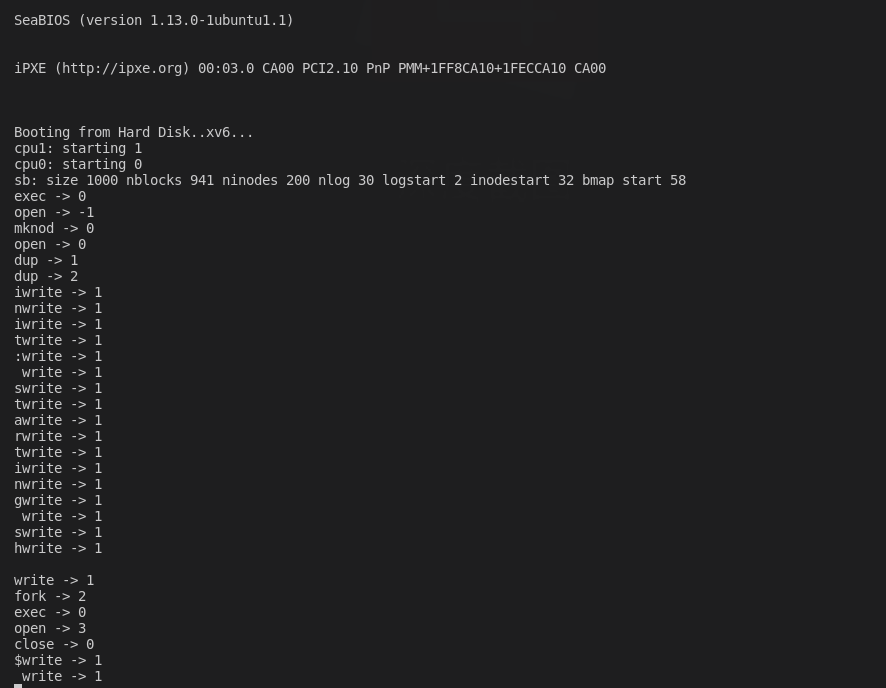 SeaBIOS (version 1.13.0-1ubuntu1.1)
iPXE (http://ipxe.org) 00:03.0 CA00 PCI2.10 PnP PMM+1FF8CA10+1FECCA10 CA00
Booting from Hard Disk..xv6...
cpu1: starting 1
cpu0: starting 0
sb: size 1000 nblocks 941 ninodes 200 nlog 30 logstart 2 inodestart 32 bmap start 58
exec -> 0
open -> -1
mknod -> 0
open -> 0
dup -> 1
dup -> 2
iwrite -> 1
nwrite -> 1
iwrite -> 1
twrite -> 1
:write -> 1
 write -> 1
swrite -> 1
twrite -> 1
awrite -> 1
rwrite -> 1
twrite -> 1
iwrite -> 1
nwrite -> 1
gwrite -> 1
 write -> 1
swrite -> 1
hwrite -> 1
write -> 1
fork -> 2
exec -> 0
open -> 3
close -> 0
$write -> 1
 write -> 1